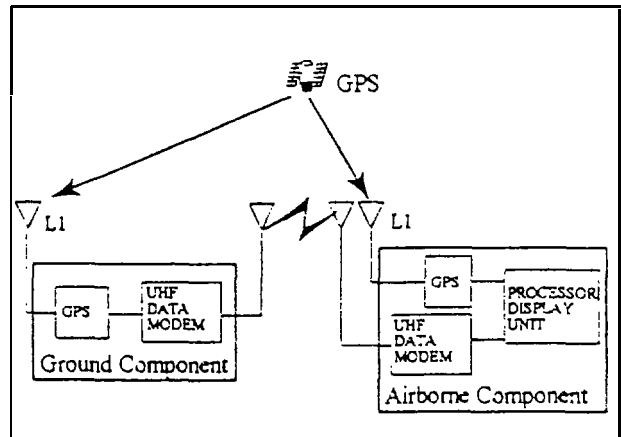 GPS
L1
L1
GPS
UHF
DATA
MODEM
Ground Component
GPS
UHF
DATA
MODEM
PROCESSOR
DISPLAY
UNIT
Airborne Component